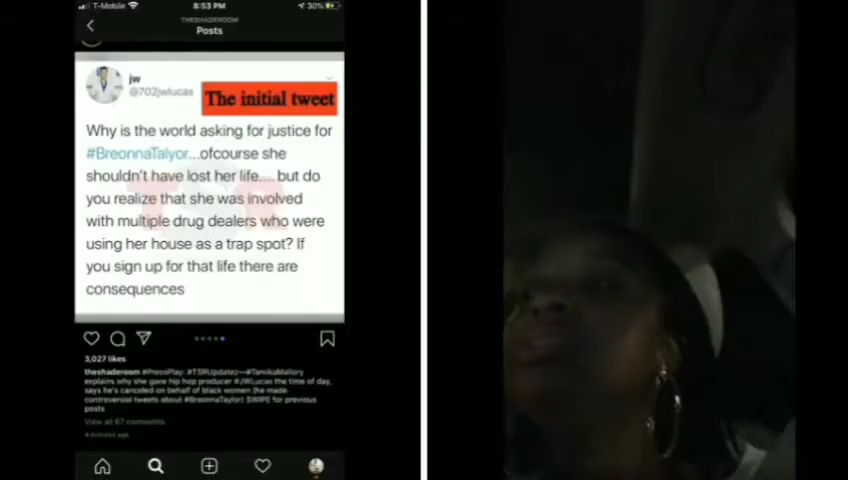 T-Mobile 8:53 PM 30%
THESHADEROOM
Posts
jw
@702jwlucas
The initial tweet
Why is the world asking for justice for
#BreonnaTalyor...ofcourse she
shouldn't have lost her life.... but do
you realize that she was involved
with multiple drug dealers who were
using her house as a trap spot? If
you sign up for that life there are
consequences
TSR
3,027 likes
theshaderoom #PressPlay: #TSRUpdatez—#TamikaMallory
explains why she gave hip hop producer #JWLucas the time of day,
says he's canceled on behalf of black women (he made
controversial tweets about #BreonnaTaylor) SWIPE for previous
posts
View all 67 comments
4 minutes ago